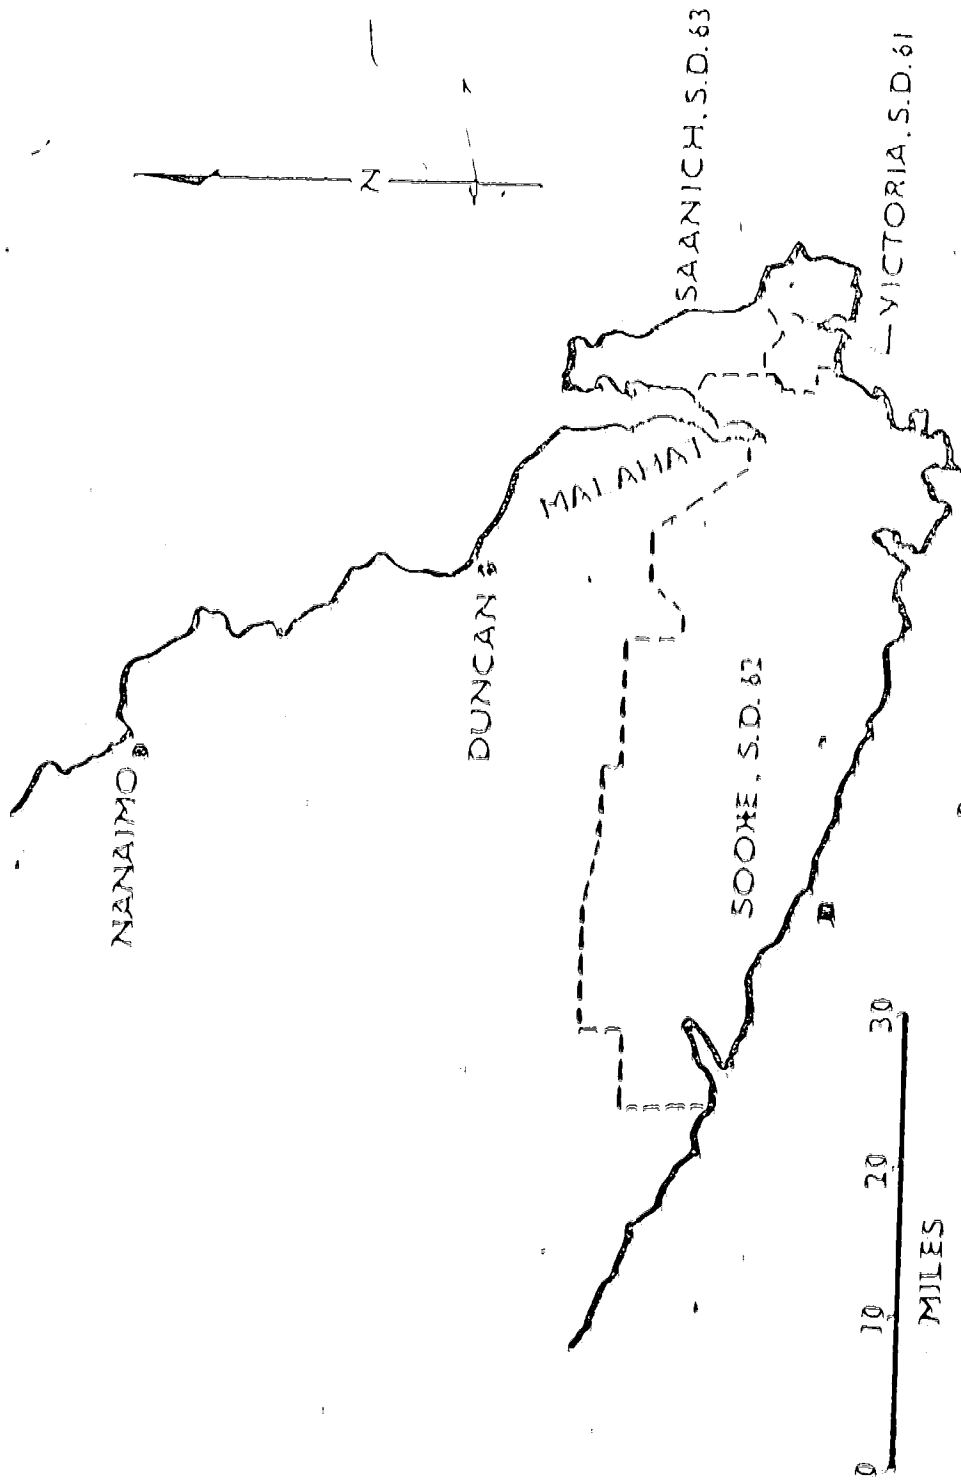 N
SAANICH. S.D. 63
VICTORIA. S.D. 61
MALAHAT
NANAIMO
DUNCAN
SOOKE. S.D. 62
0 10 20 30
MILES